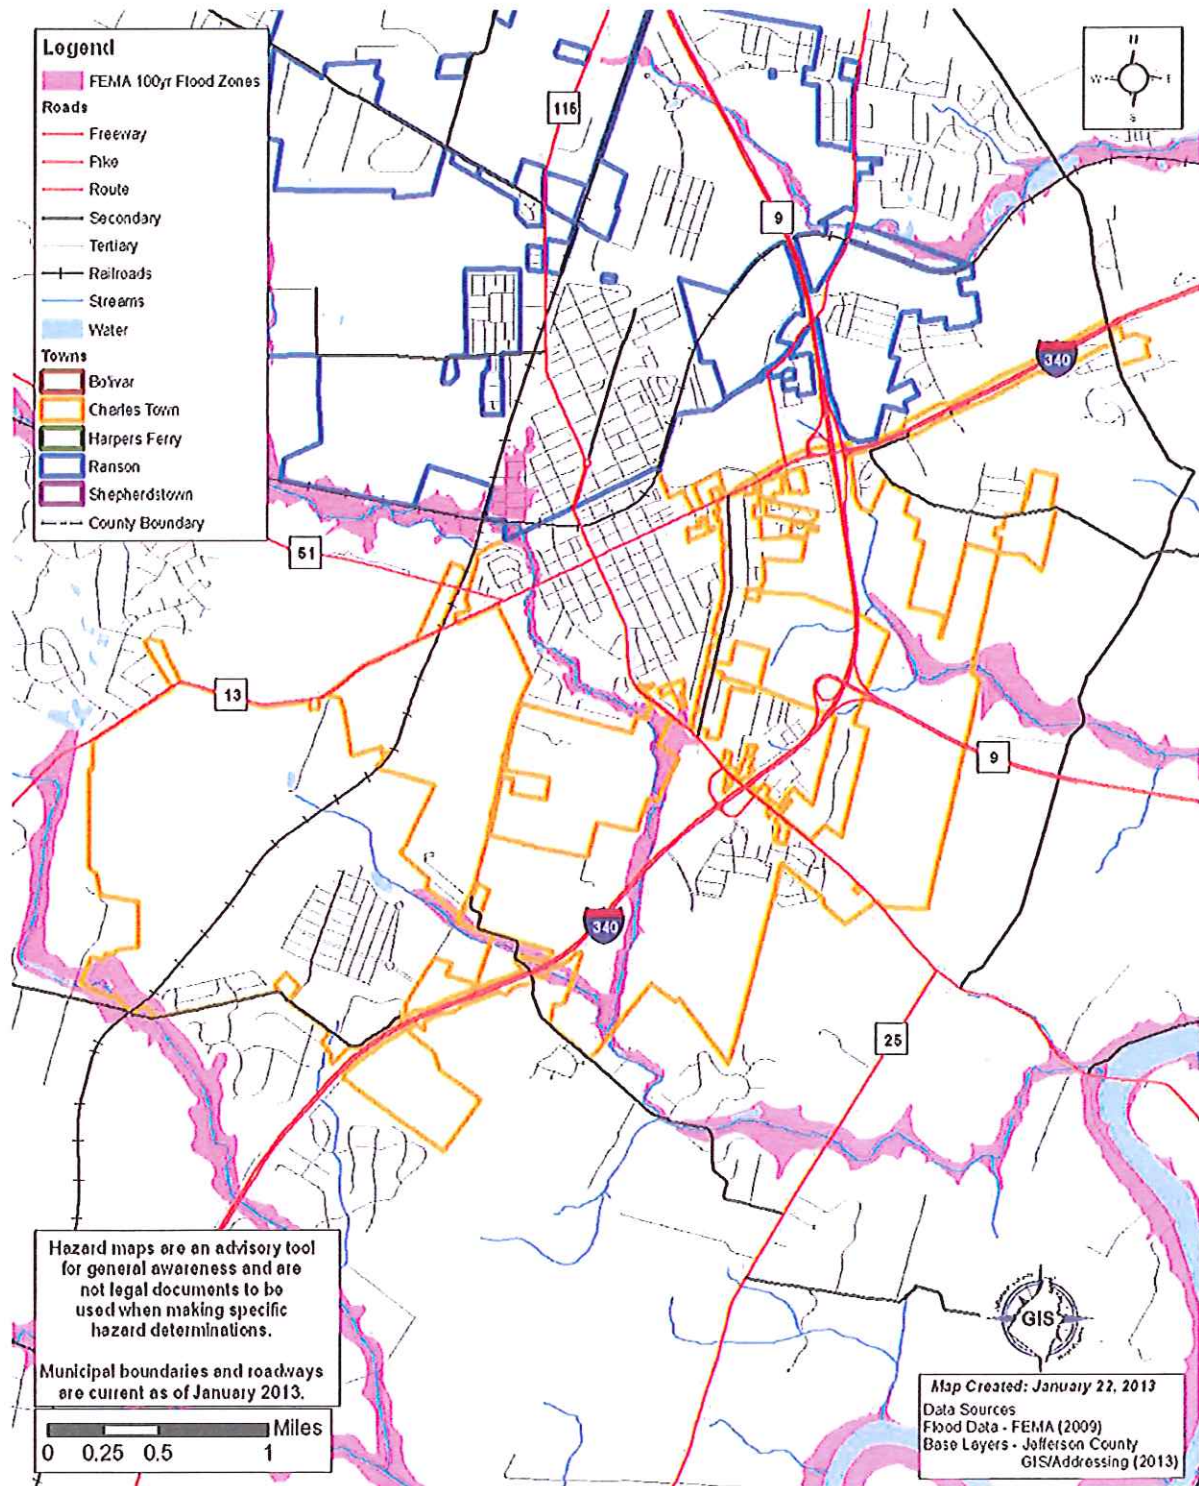 Legend
FEMA 100yr Flood Zones
Roads
Freeway
Pike
Route
Secondary
Tertiary
Railroads
Streams
Water
Towns
Bolivar
Charles Town
Harpers Ferry
Ranson
Shepherdstown
County Boundary
N
W E
S
115
9
340
51
13
9
340
25
Hazard maps are an advisory tool
for general awareness and are
not legal documents to be
used when making specific
hazard determinations.
Municipal boundaries and roadways
are current as of January 2013.
Miles
0 0.25 0.5 1
GIS
Map Created: January 22, 2013
Data Sources
Flood Data - FEMA (2009)
Base Layers - Jefferson County
GIS/Addressing (2013)